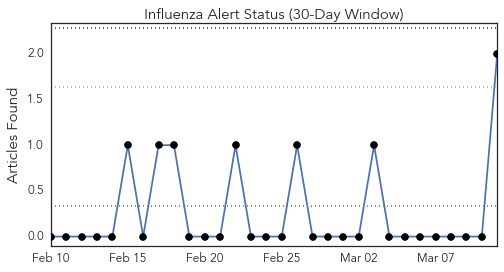 Influenza Alert Status (30-Day Window)
Articles Found
2.0
1.5
1.0
0.5
0.0
Feb 10
Feb 15
Feb 20
Feb 25
Mar 02
Mar 07